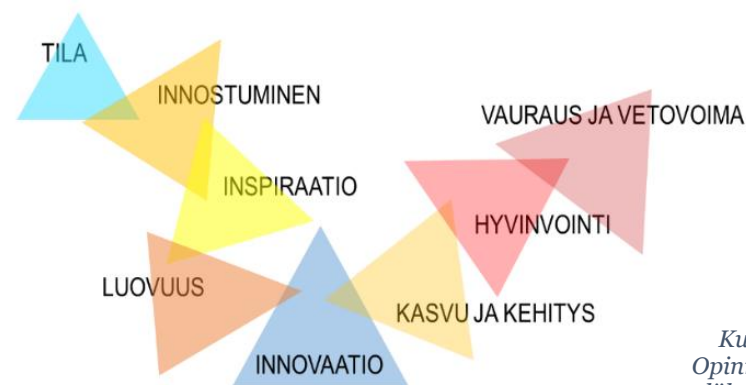 TILA
INNOSTUMINEN
INSPIRAATIO
LUOVUUS
INNOVAATIO
KASVU JA KEHITYS
HYVINVOINTI
VAURAUS JA VETOVOIMA